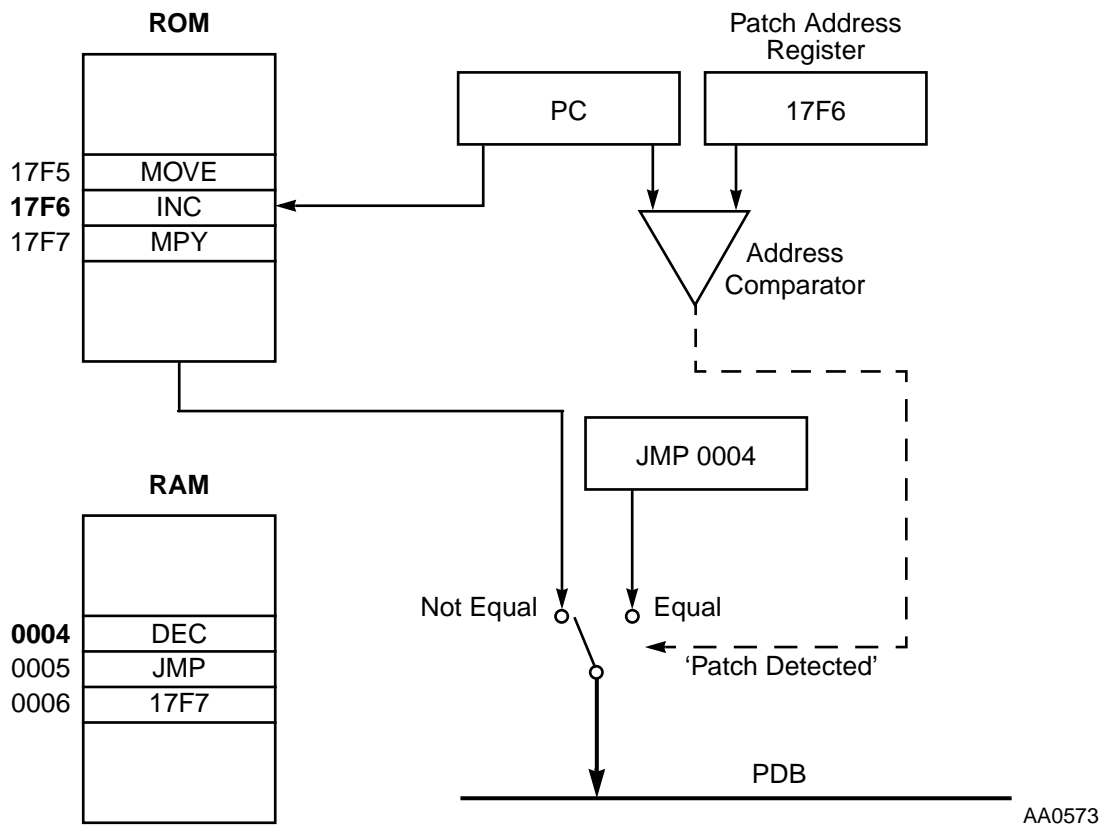 ROM
Patch Address
Register
PC
17F6
17F5 MOVE
17F6 INC
17F7 MPY
Address
Comparator
JMP 0004
RAM
Not Equal
Equal
0004 DEC
0005 JMP
‘Patch Detected’
0006 17F7
PDB
AA0573